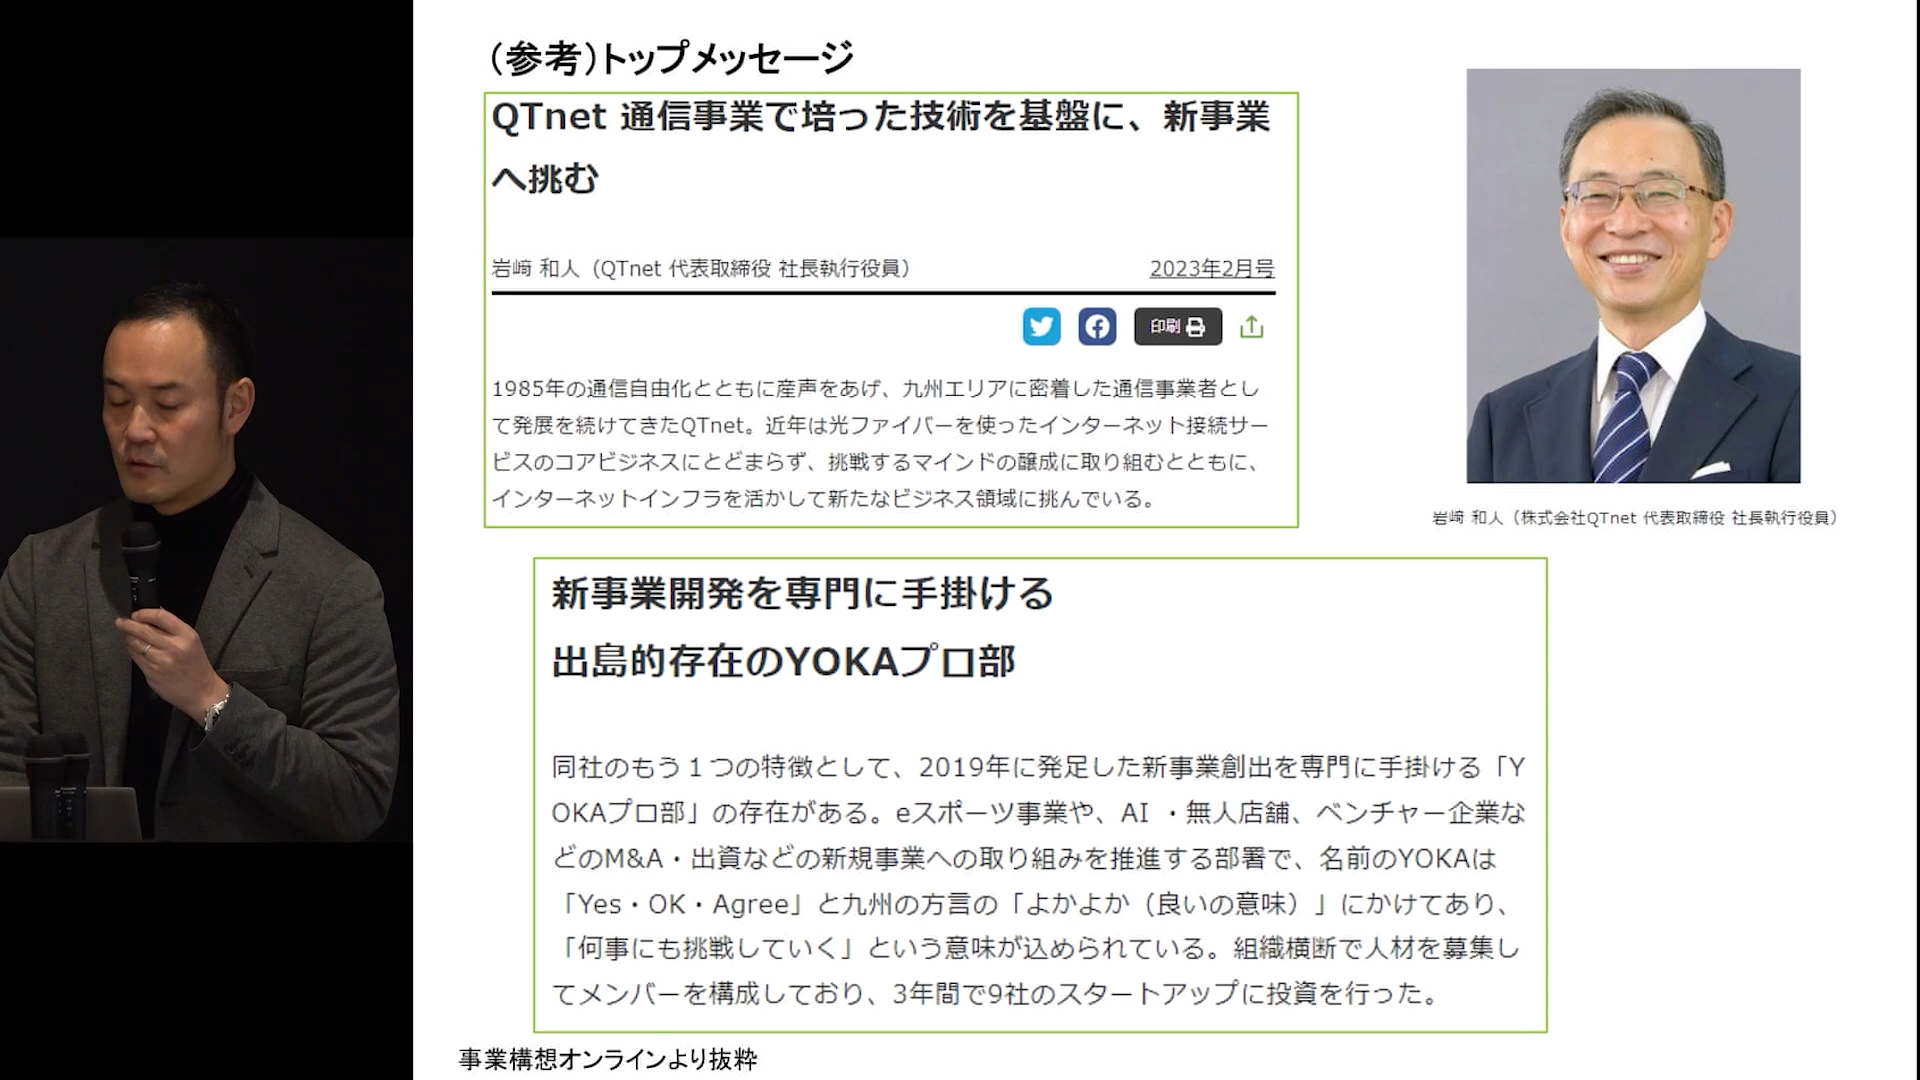 （参考）トップメッセージ
QTnet 通信事業で培った技術を基盤に、新事業
へ挑む
岩﨑 和人（QTnet 代表取締役 社長執行役員）
2023年2月号
印刷
1985年の通信自由化とともに産声をあげ、九州エリアに密着した通信事業者とし
て発展を続けてきたQTnet。近年は光ファイバーを使ったインターネット接続サー
ビスのコアビジネスにとどまらず、挑戦するマインドの醸成に取り組むとともに、
インターネットインフラを活かして新たなビジネス領域に挑んでいる。
岩﨑 和人（株式会社QTnet 代表取締役 社長執行役員）
新事業開発を専門に手掛ける
出島的存在のYOKAプロ部
同社のもう１つの特徴として、2019年に発足した新事業創出を専門に手掛ける「Y
OKAプロ部」の存在がある。eスポーツ事業や、AI ・無人店舗、ベンチャー企業な
どのM&A・出資などの新規事業への取り組みを推進する部署で、名前のYOKAは
「Yes・OK・Agree」と九州の方言の「よかよか（良いの意味）」にかけてあり、
「何事にも挑戦していく」という意味が込められている。組織横断で人材を募集し
てメンバーを構成しており、3年間で9社のスタートアップに投資を行った。
事業構想オンラインより抜粋